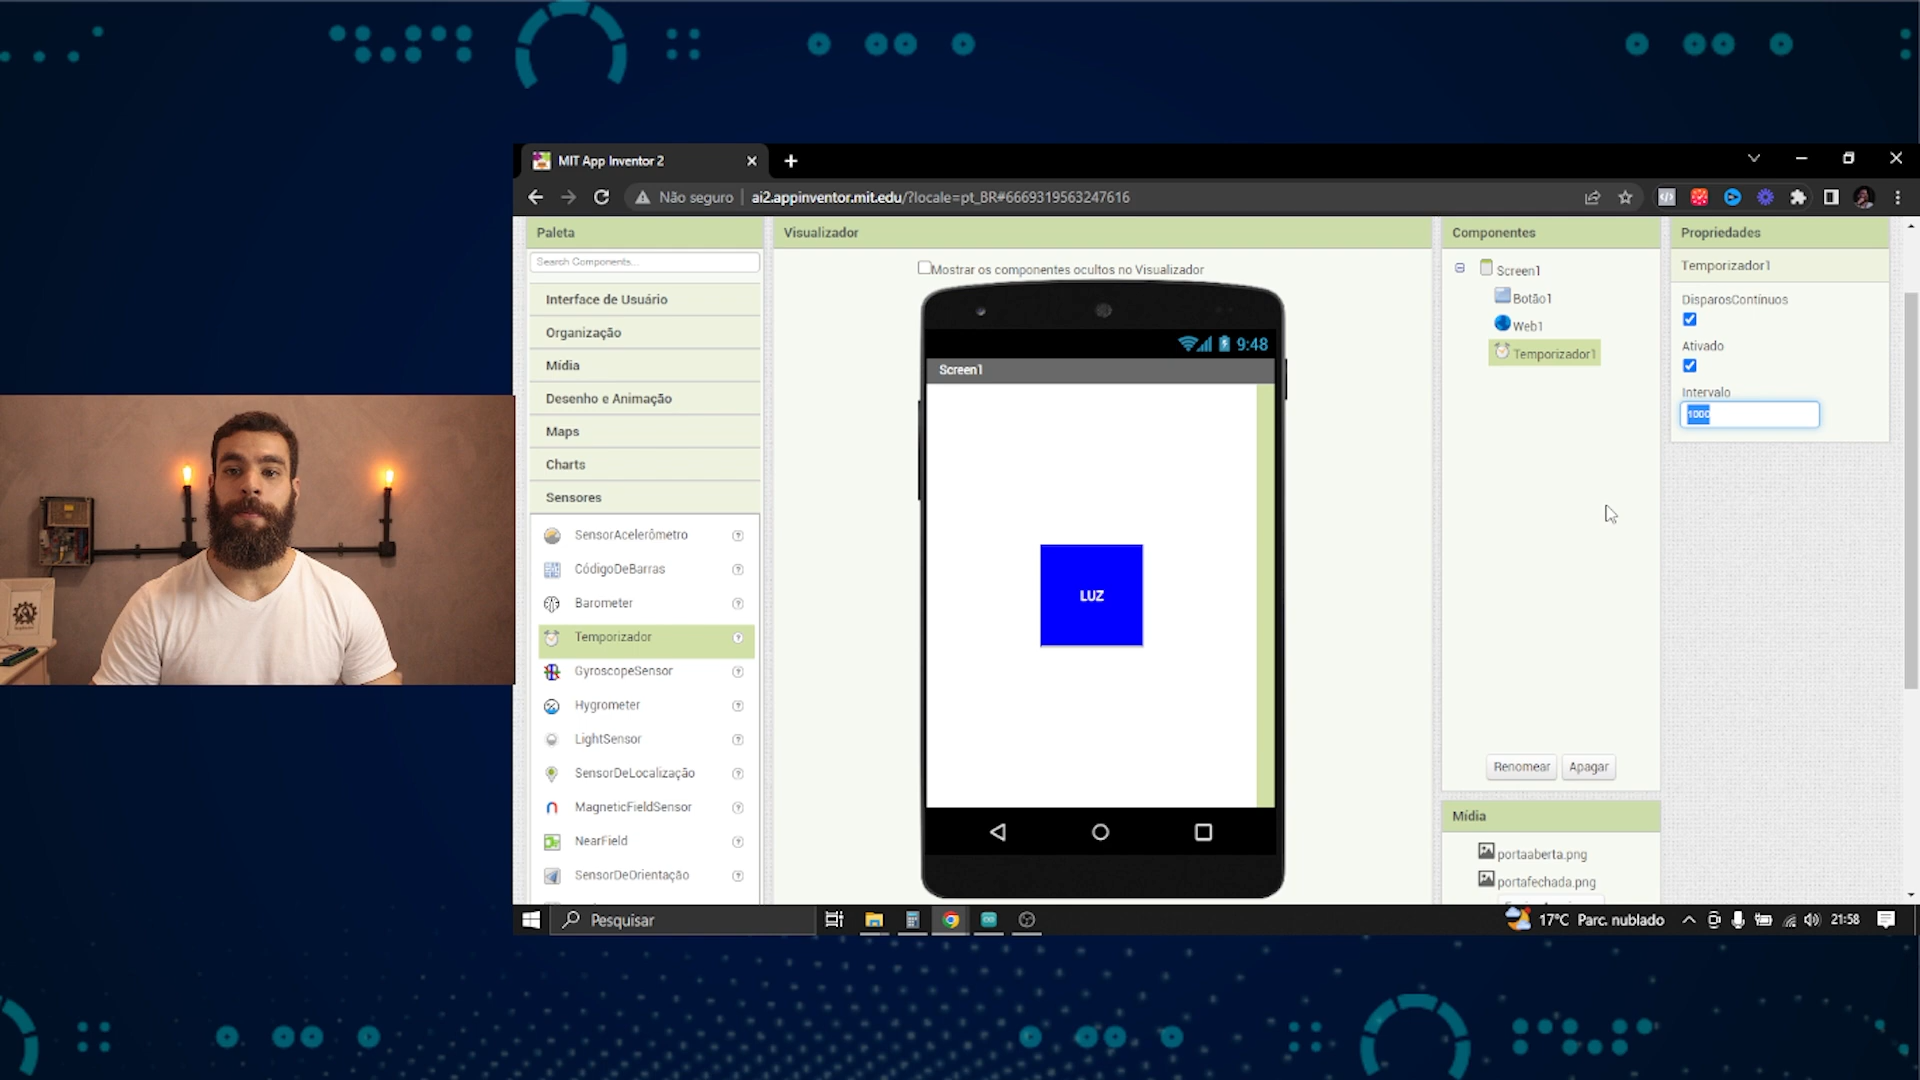 MIT App Inventor 2
Não seguro
ai2.appinventor.mit.edu/?locale=pt_BR#6669319563247616
Paleta
Search Components...
Interface de Usuário
Organização
Mídia
Desenho e Animação
Maps
Charts
Sensores
SensorAcelerômetro
CódigoDeBarras
Barometer
Temporizador
GyroscopeSensor
Hygrometer
LightSensor
SensorDeLocalização
MagneticFieldSensor
NearField
SensorDeOrientação
Visualizador
Mostrar os componentes ocultos no Visualizador
9:48
Screen1
LUZ
Componentes
Screen1
Botão1
Web1
Temporizador1
Renomear
Apagar
Mídia
portaaberta.png
portafechada.png
Propriedades
Temporizador1
DisparosContínuos
Ativado
Intervalo
1000
Pesquisar
17°C Parc. nublado
21:58